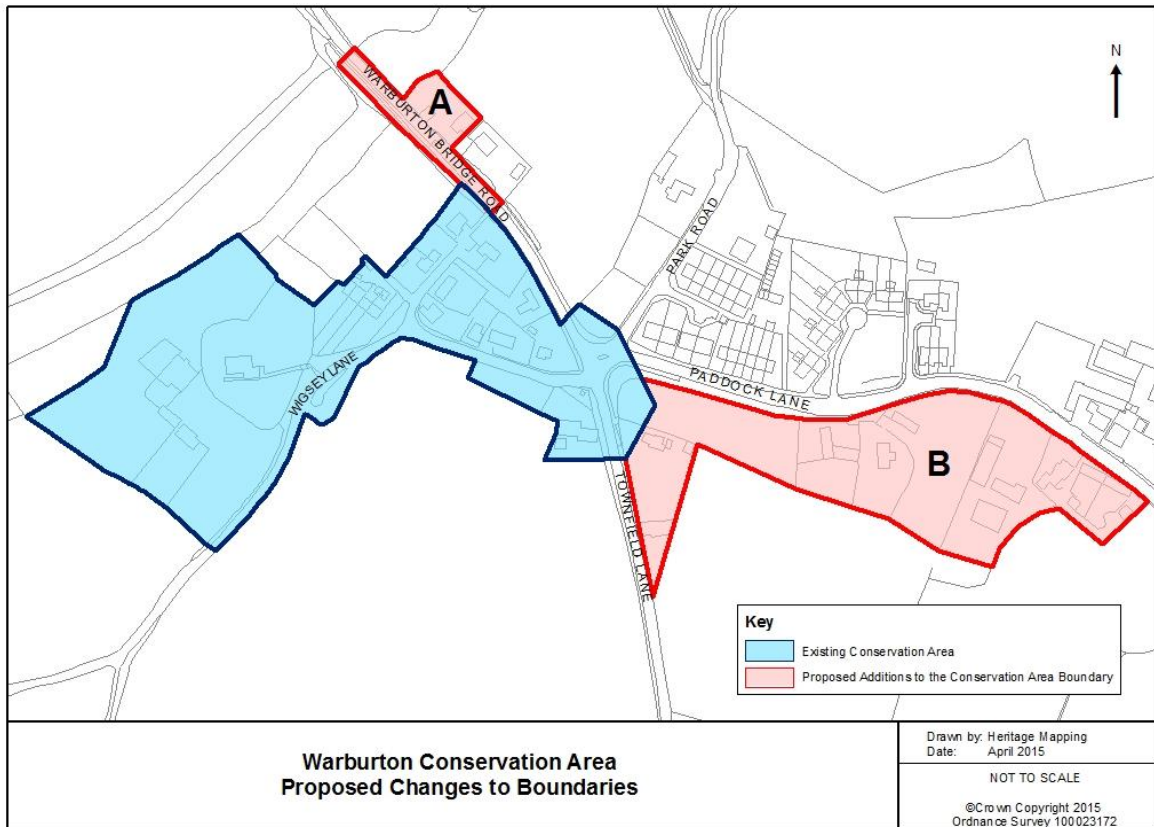 N
A
WARBURTON BRIDGE ROAD
PARK ROAD
WIGSEY LANE
PADDOCK LANE
B
TOWNFIELD LANE
Key
Existing Conservation Area
Proposed Additions to the Conservation Area Boundary
Warburton Conservation Area
Proposed Changes to Boundaries
Drawn by: Heritage Mapping
Date: April 2015
NOT TO SCALE
©Crown Copyright 2015
Ordnance Survey 100023172